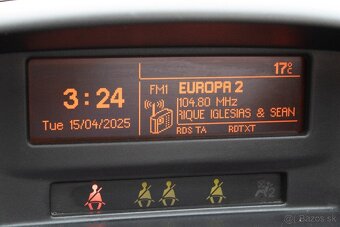 17°C
3:24
FM1 EUROPA 2
104.80 MHz
RIQUE IGLESIAS & SEAN
Tue 15/04/2025
RDS TA RDTXT
© Bazos.sk